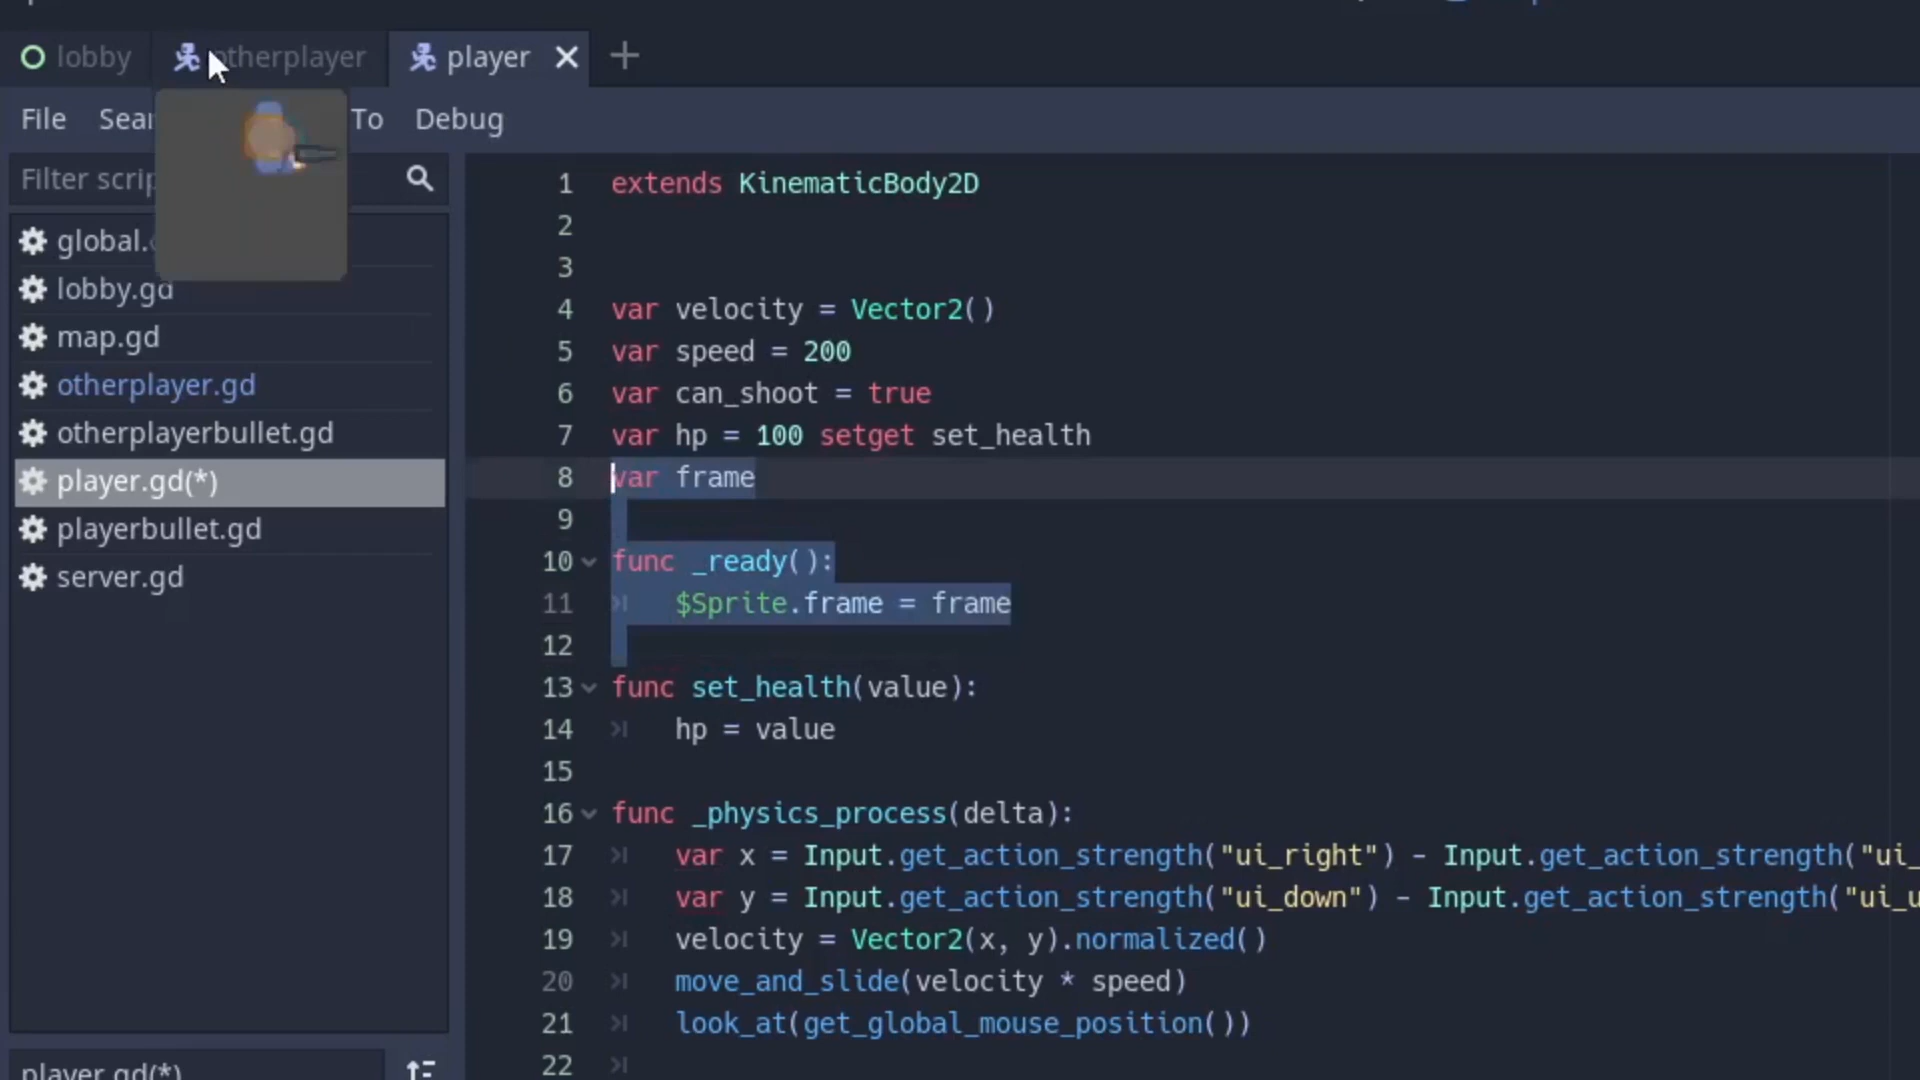 lobby
otherplayer
player
File
To
Debug
global.
lobby.gd
map.gd
otherplayer.gd
otherplayerbullet.gd
player.gd(*)
playerbullet.gd
server.gd
player.gd(*)
1 extends KinematicBody2D
2
3
4 var velocity = Vector2()
5 var speed = 200
6 var can_shoot = true
7 var hp = 100 setget set_health
8 var frame
9
10 func _ready():
11 $Sprite.frame = frame
12
13 func set_health(value):
14 hp = value
15
16 func _physics_process(delta):
17 var x = Input.get_action_strength("ui_right") - Input.get_action_strength("ui_
18 var y = Input.get_action_strength("ui_down") - Input.get_action_strength("ui_u
19 velocity = Vector2(x, y).normalized()
20 move_and_slide(velocity * speed)
21 look_at(get_global_mouse_position())
22